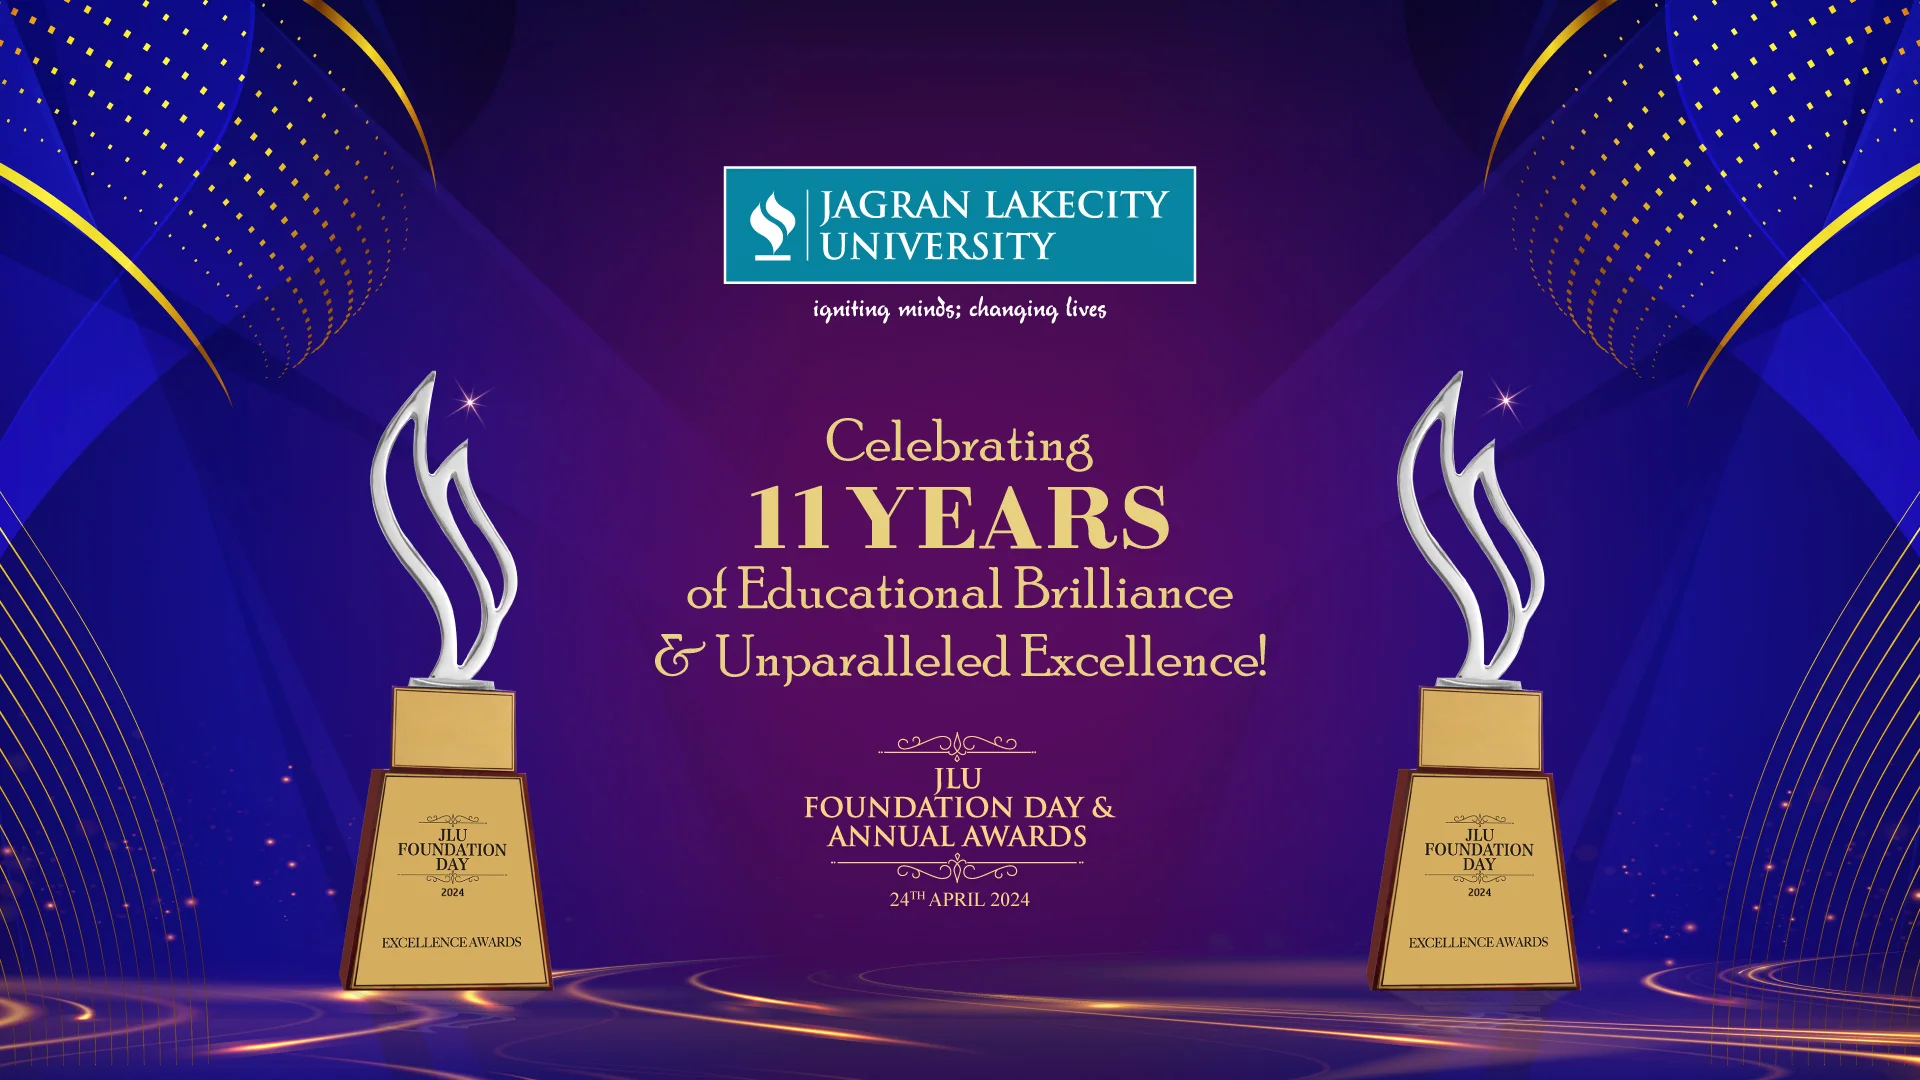 JAGRAN LAKECITY
UNIVERSITY
igniting minds; changing lives
Celebrating
11 YEARS
of Educational Brilliance
& Unparalleled Excellence!
JLU
FOUNDATION DAY &
ANNUAL AWARDS
24TH APRIL 2024
JLU
FOUNDATION
DAY
2024
EXCELLENCE AWARDS
JLU
FOUNDATION
DAY
2024
EXCELLENCE AWARDS